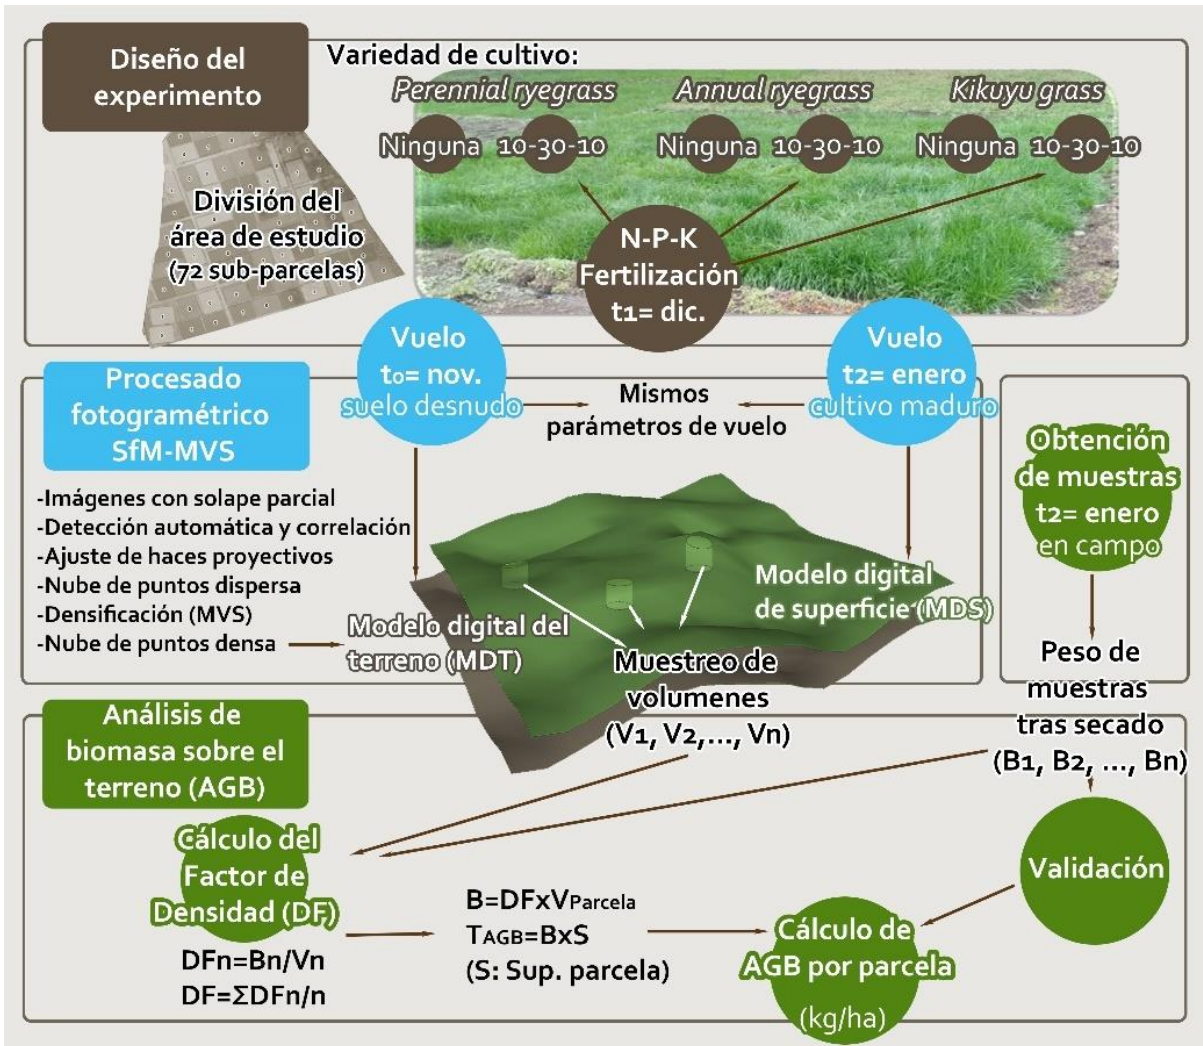 Diseño del
experimento
Variedad de cultivo:
Perennial ryegrass
Annual ryegrass
Kikuyu grass
Ninguna
10-30-10
Ninguna
10-30-10
Ninguna
10-30-10
División del
área de estudio
(72 sub-parcelas)
N-P-K
Fertilización
t1= dic.
Vuelo
t0= nov.
suelo desnudo
Vuelo
t2= enero
cultivo maduro
Mismos
parámetros de vuelo
Procesado
fotogramétrico
SfM-MVS
-Imágenes con solape parcial
-Detección automática y correlación
-Ajuste de haces proyectivos
-Nube de puntos dispersa
-Densificación (MVS)
-Nube de puntos densa
Modelo digital del
terreno (MDT)
Modelo digital
de superficie (MDS)
Muestreo de
volumenes
(V1, V2,..., Vn)
Obtención
de muestras
t2= enero
en campo
Peso de
muestras
tras secado
(B1, B2, ..., Bn)
Análisis de
biomasa sobre el
terreno (AGB)
Cálculo del
Factor de
Densidad (DF)
DFn=Bn/Vn
DF=ΣDFn/n
B=DFxVParcela
TAGB=BxS
(S: Sup. parcela)
Cálculo de
AGB por parcela
(kg/ha)
Validación